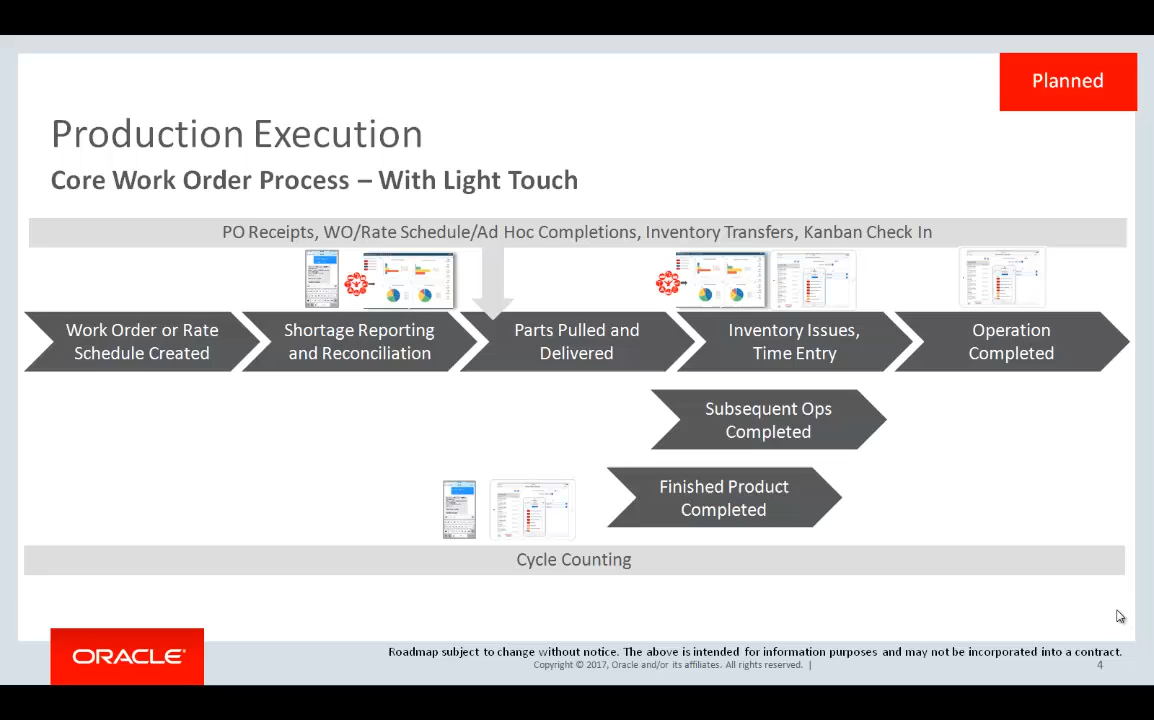 Planned
Production Execution
Core Work Order Process – With Light Touch
PO Receipts, WO/Rate Schedule/Ad Hoc Completions, Inventory Transfers, Kanban Check In
Work Order or Rate
Schedule Created
Shortage Reporting
and Reconciliation
Parts Pulled and
Delivered
Inventory Issues,
Time Entry
Operation
Completed
Subsequent Ops
Completed
Finished Product
Completed
Cycle Counting
ORACLE®
Roadmap subject to change without notice. The above is intended for information purposes and may not be incorporated into a contract.
Copyright © 2017, Oracle and/or its affiliates. All rights reserved. |
4